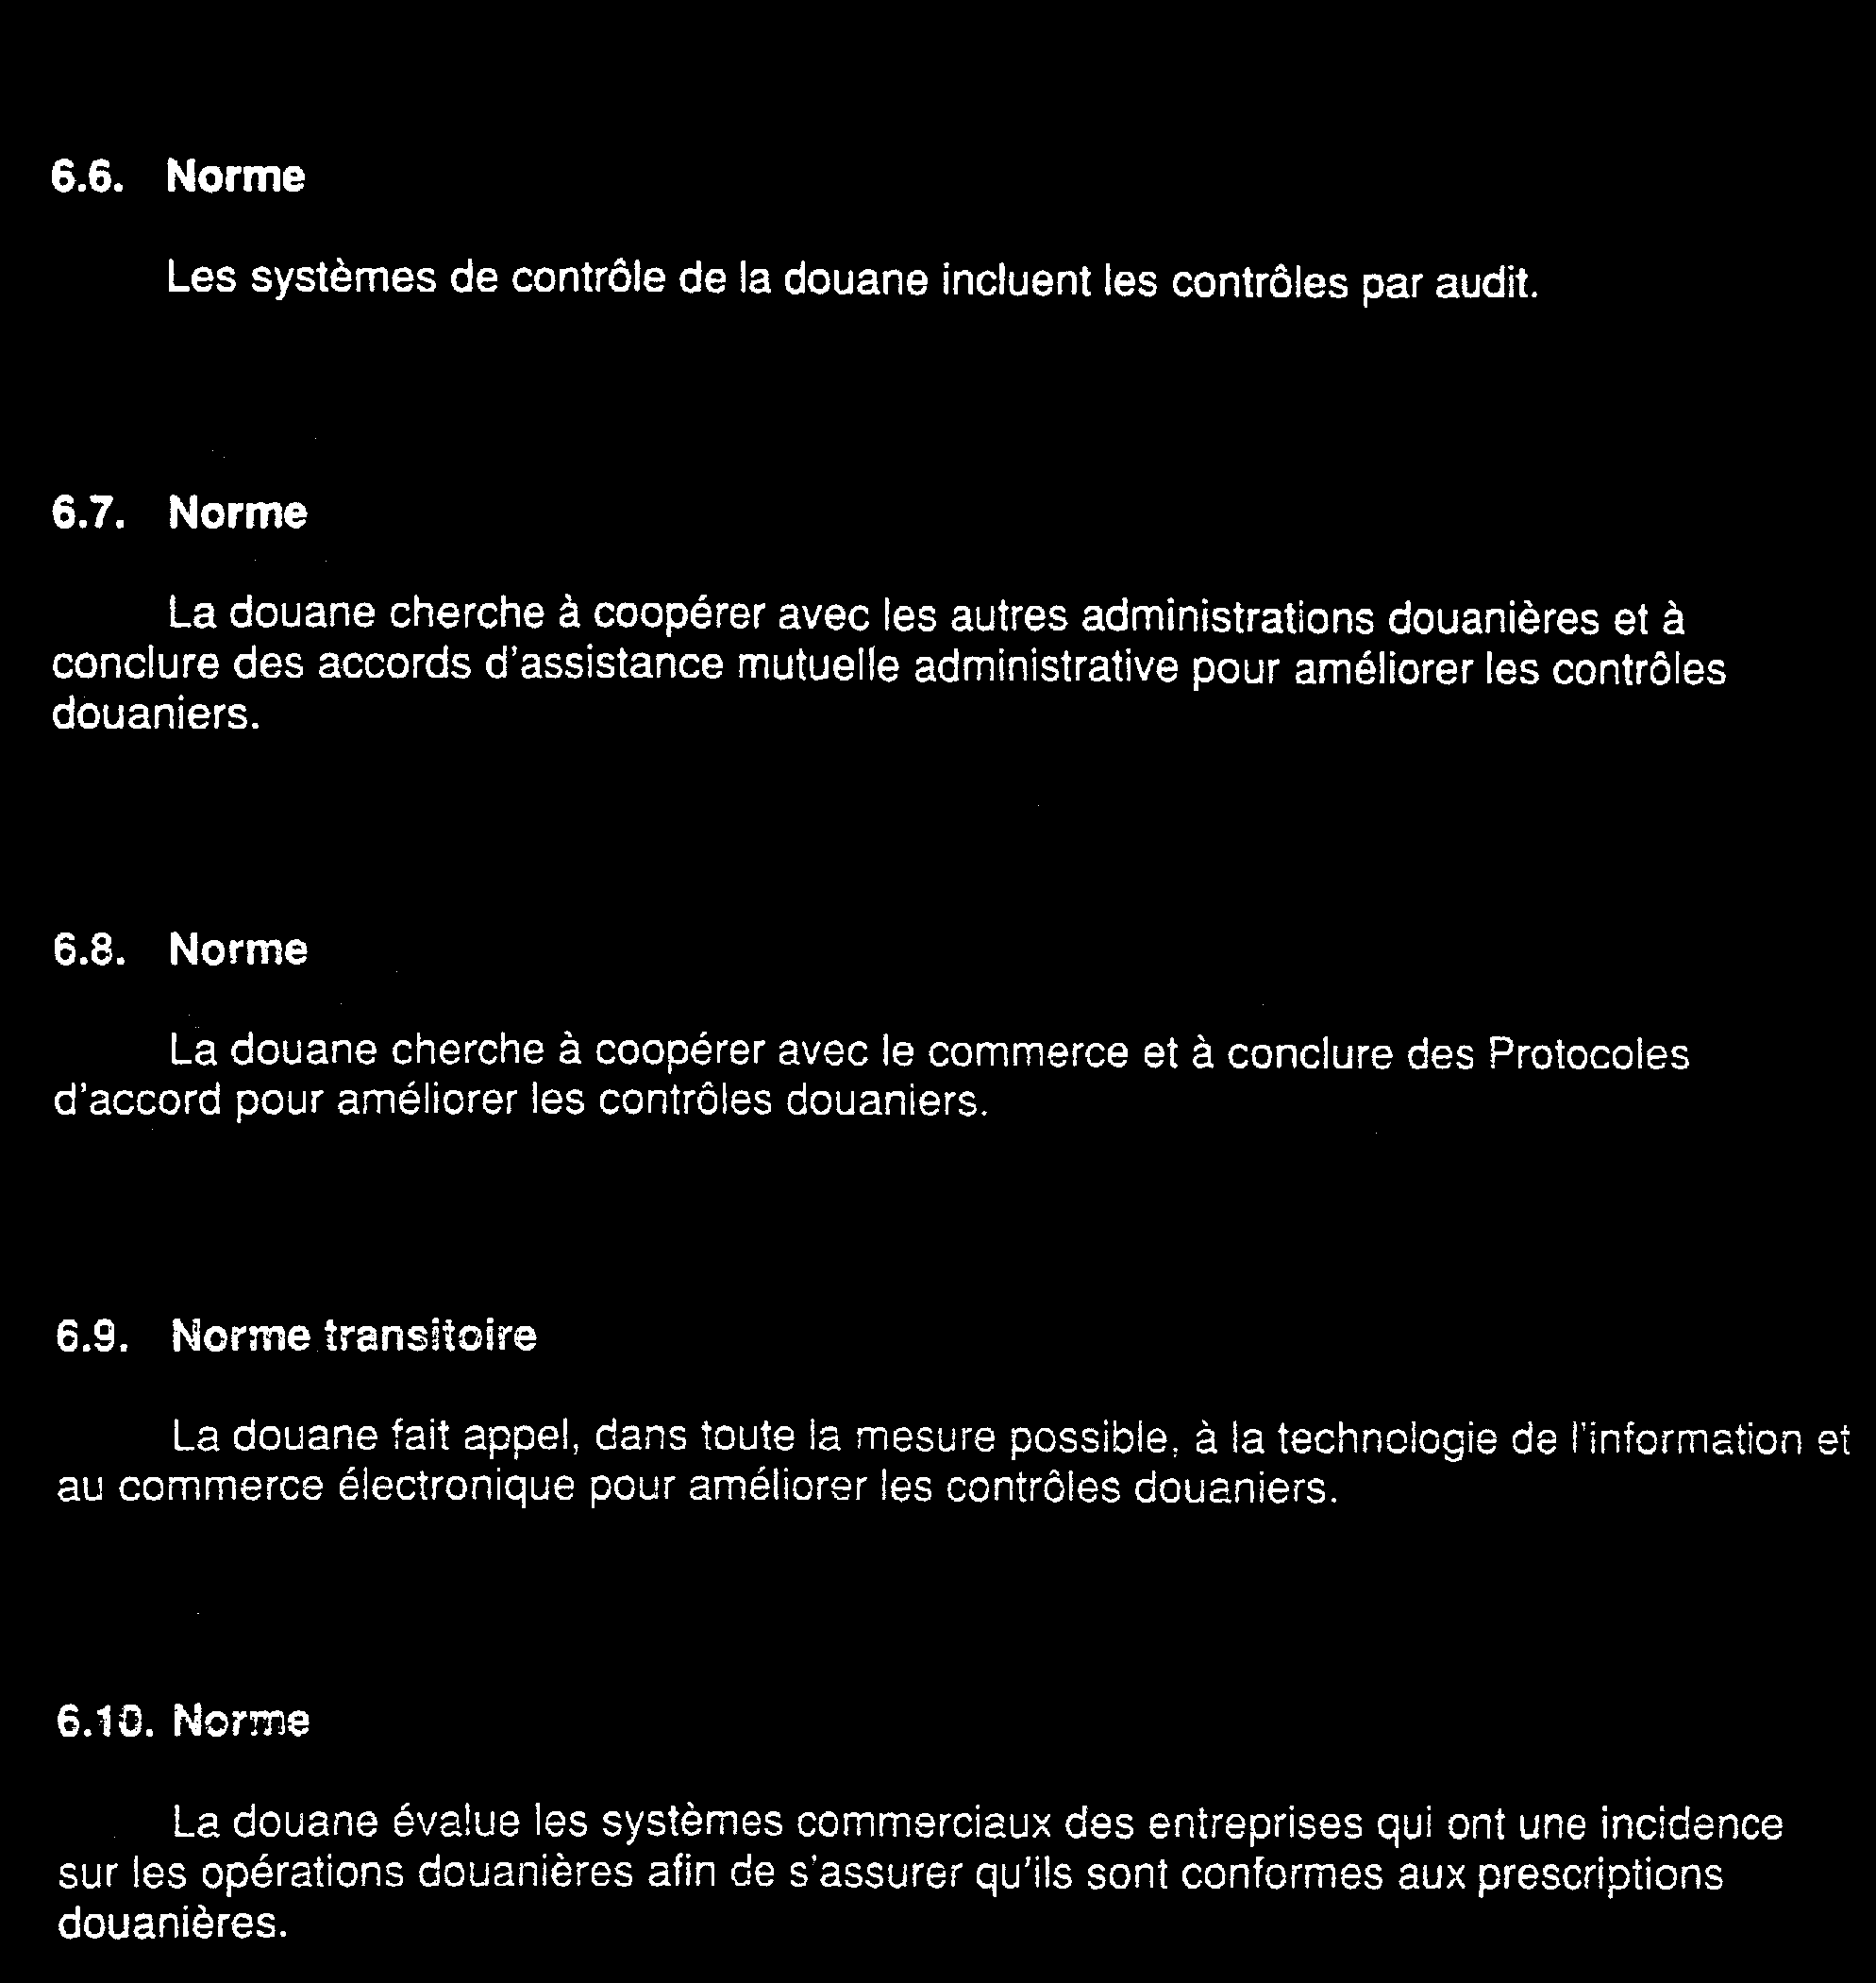 6.6. Norme
Les systèmes de contrôle de la douane incluent les contrôles par audit.
6.7. Norme
La douane cherche à coopérer avec les autres administrations douanières et à
conclure des accords d'assistance mutuelle administrative pour améliorer les contrôles
douaniers.
6.8. Norme
La douane cherche à coopérer avec le commerce et à conclure des Protocoles
d'accord pour améliorer les contrôles douaniers.
6.9. Norme transitoire
La douane fait appel, dans toute la mesure possible, à la technologie de l'information et
au commerce électronique pour améliorer les contrôles douaniers.
6.10. Norme
La douane évalue les systèmes commerciaux des entreprises qui ont une incidence
sur les opérations douanières afin de s'assurer qu'ils sont conformes aux prescriptions
douanières.